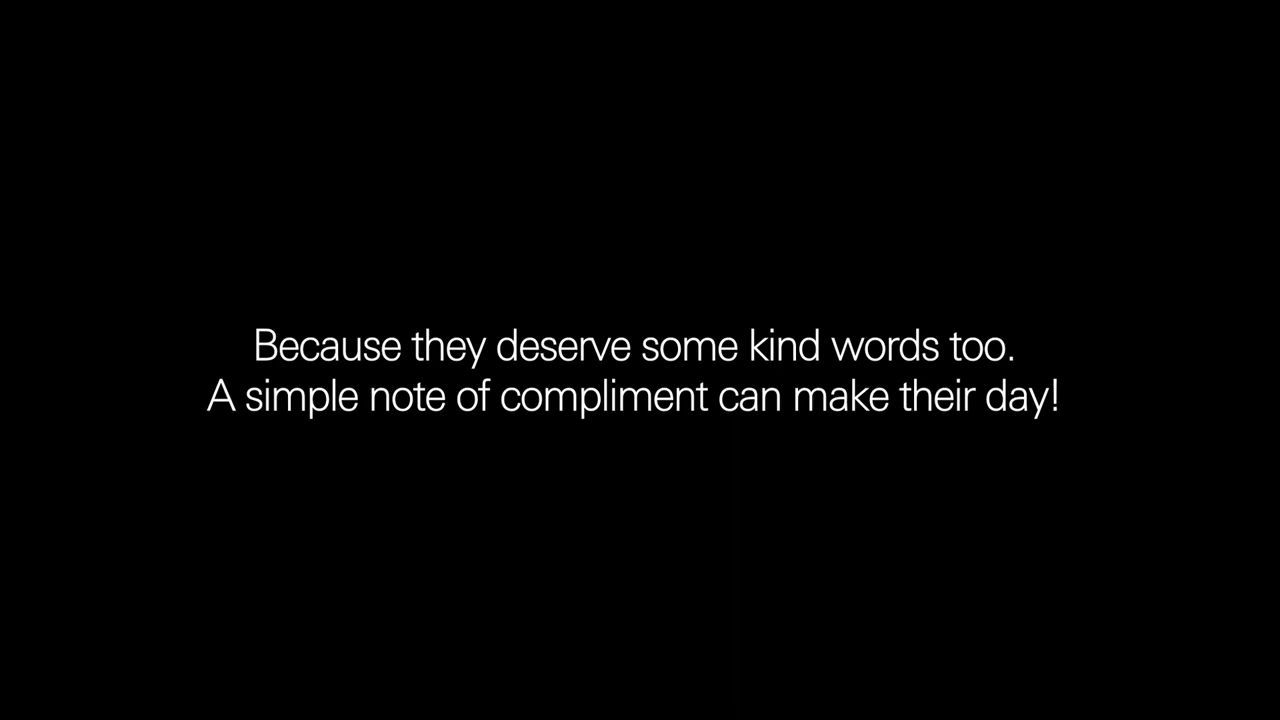 Because they deserve some kind words too.
A simple note of compliment can make their day!